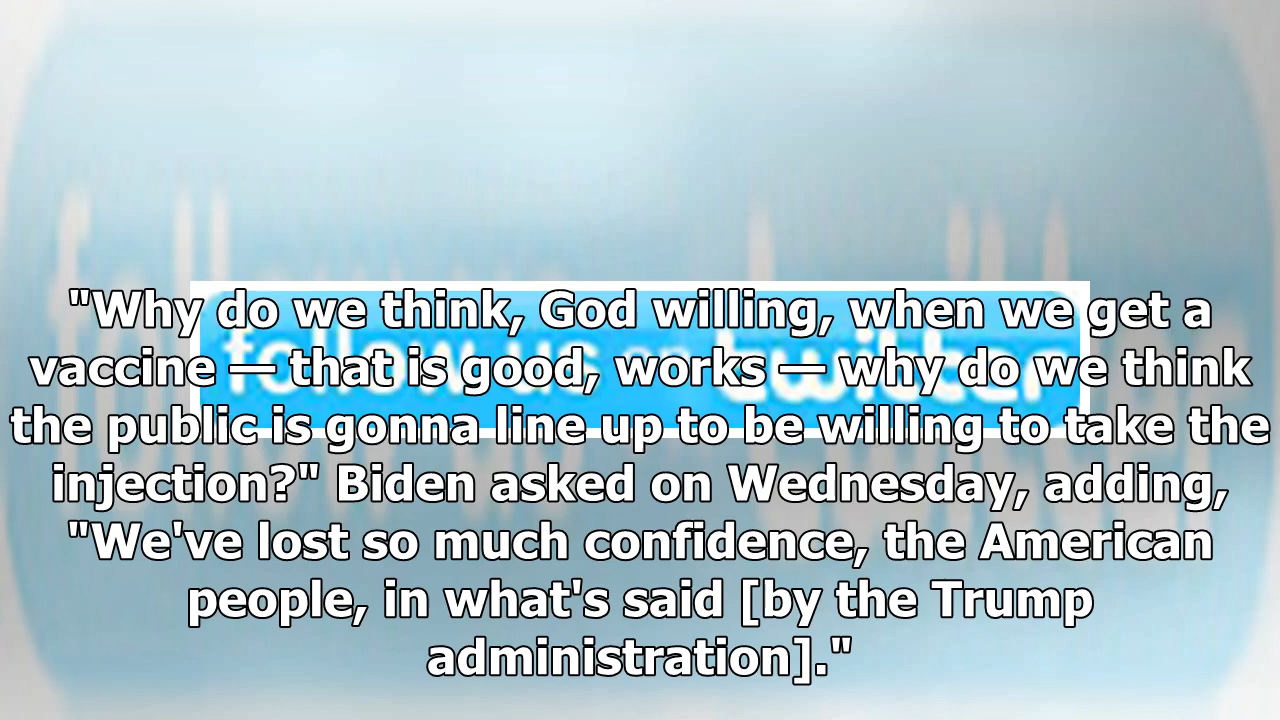 "Why do we think, God willing, when we get a
vaccine — that is good, works — why do we think
the public is gonna line up to be willing to take the
injection?" Biden asked on Wednesday, adding,
"We've lost so much confidence, the American
people, in what's said [by the Trump
administration]."
follow us on twitter